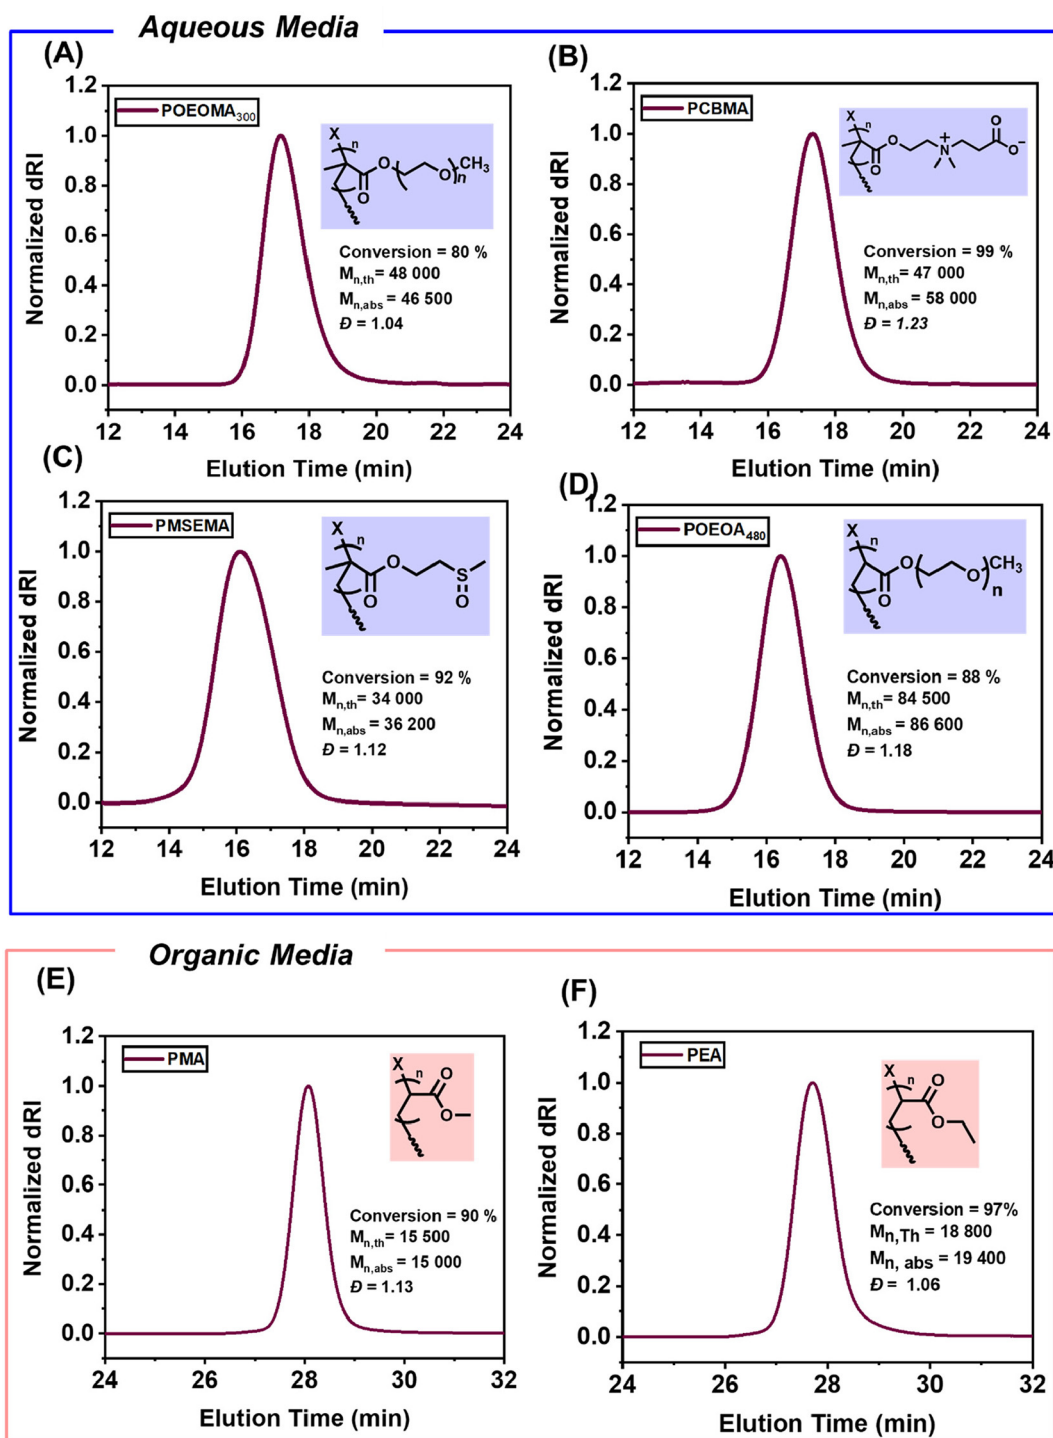 Aqueous Media
(A)
POEOMA300
Normalized dRI
1.2
1.0
0.8
0.6
0.4
0.2
0.0
X
n
O
O
O
n
CH3
Conversion = 80 %
Mn,th= 48 000
Mn,abs= 46 500
Đ = 1.04
12 14 16 18 20 22 24
Elution Time (min)
(B)
PCBMA
Normalized dRI
1.2
1.0
0.8
0.6
0.4
0.2
0.0
X
n
O
O
N+
O
O−
Conversion = 99 %
Mn,th= 47 000
Mn,abs= 58 000
Đ = 1.23
12 14 16 18 20 22 24
Elution Time (min)
(C)
PMSEMA
Normalized dRI
1.2
1.0
0.8
0.6
0.4
0.2
0.0
X
n
O
O
S
O
Conversion = 92 %
Mn,th= 34 000
Mn,abs= 36 200
Đ = 1.12
12 14 16 18 20 22 24
Elution Time (min)
(D)
POEOA480
Normalized dRI
1.2
1.0
0.8
0.6
0.4
0.2
0.0
X
n
O
O
O
n
CH3
Conversion = 88 %
Mn,th= 84 500
Mn,abs= 86 600
Đ = 1.18
12 14 16 18 20 22 24
Elution Time (min)
Organic Media
(E)
PMA
Normalized dRI
1.2
1.0
0.8
0.6
0.4
0.2
0.0
X
n
O
O
Conversion = 90 %
Mn,th= 15 500
Mn,abs= 15 000
Đ = 1.13
24 26 28 30 32
Elution Time (min)
(F)
PEA
Normalized dRI
1.2
1.0
0.8
0.6
0.4
0.2
0.0
X
n
O
O
Conversion = 97%
Mn,Th = 18 800
Mn, abs = 19 400
Đ = 1.06
24 26 28 30 32
Elution Time (min)